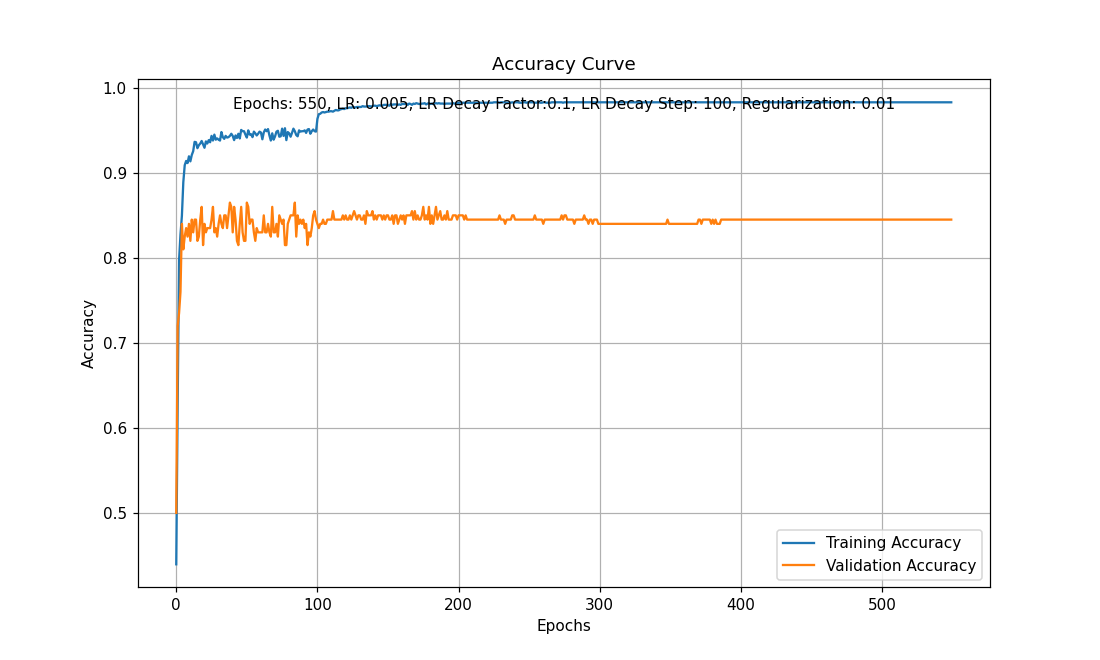 Accuracy Curve
Epochs: 550, LR: 0.005, LR Decay Factor:0.1, LR Decay Step: 100, Regularization: 0.01
1.0
0.9
0.8
0.7
0.6
0.5
Accuracy
Training Accuracy
Validation Accuracy
0 100 200 300 400 500
Epochs